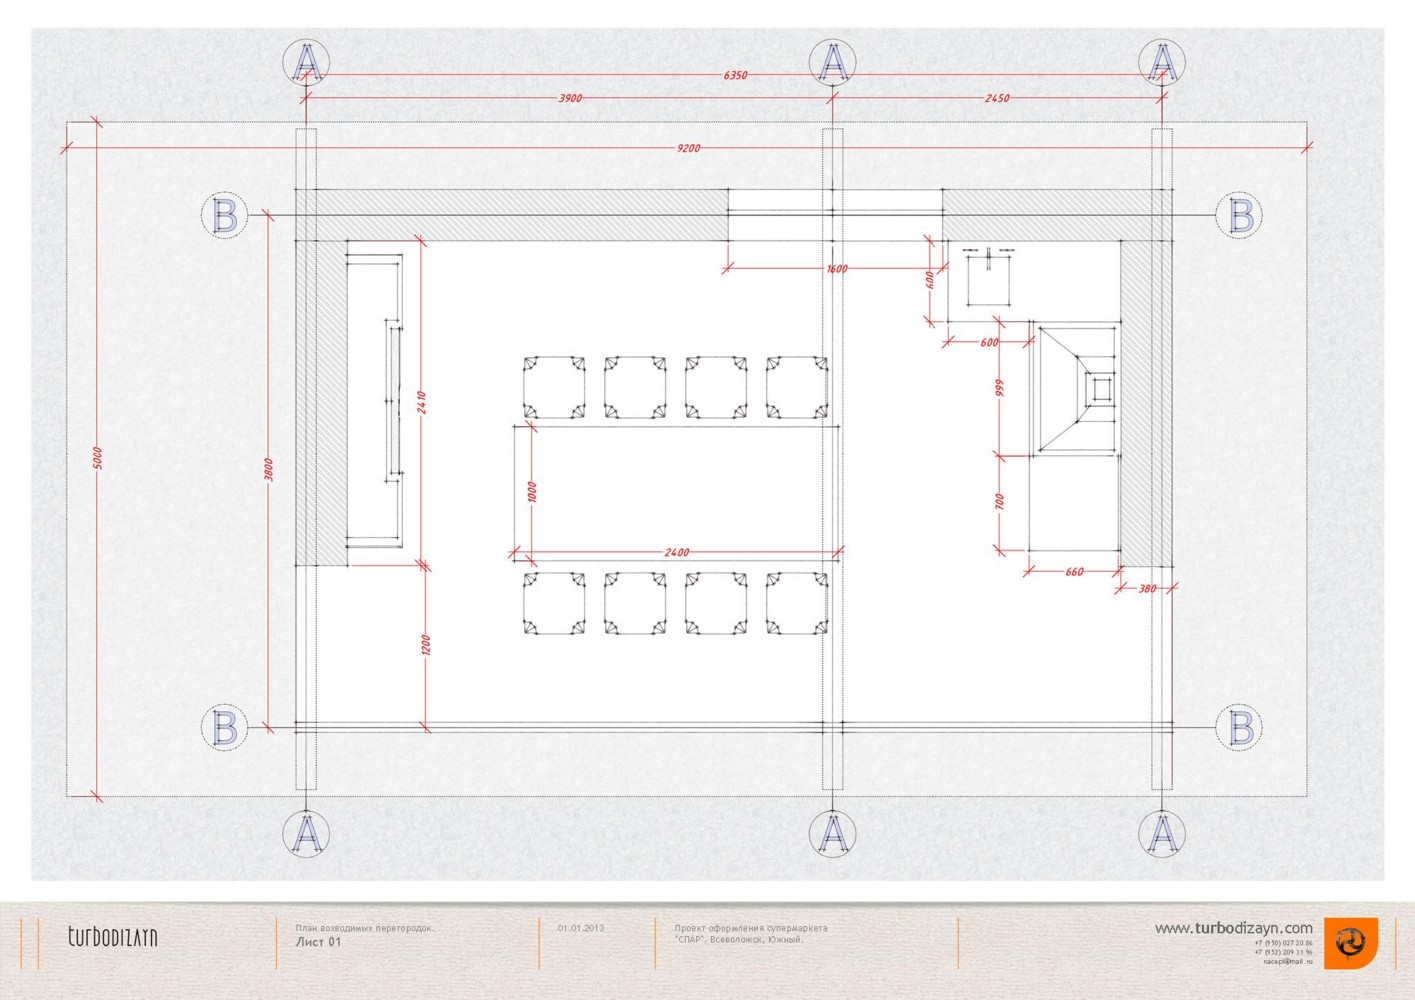 A A A
6350
3900 2450
9200
B B
1600
600
600
999
2410
5000
3800
1000
700
2400
660
380
1200
B B
A A A
turbodizayn
План возводимых перегородок.
Лист 01
01.01.2013
Проект оформления супермаркета
"СПАР". Всеволожск, Южный.
www.turbodizayn.com
+7 (950) 027 20 86
+7 (952) 209 31 96
nacepi@mail.ru